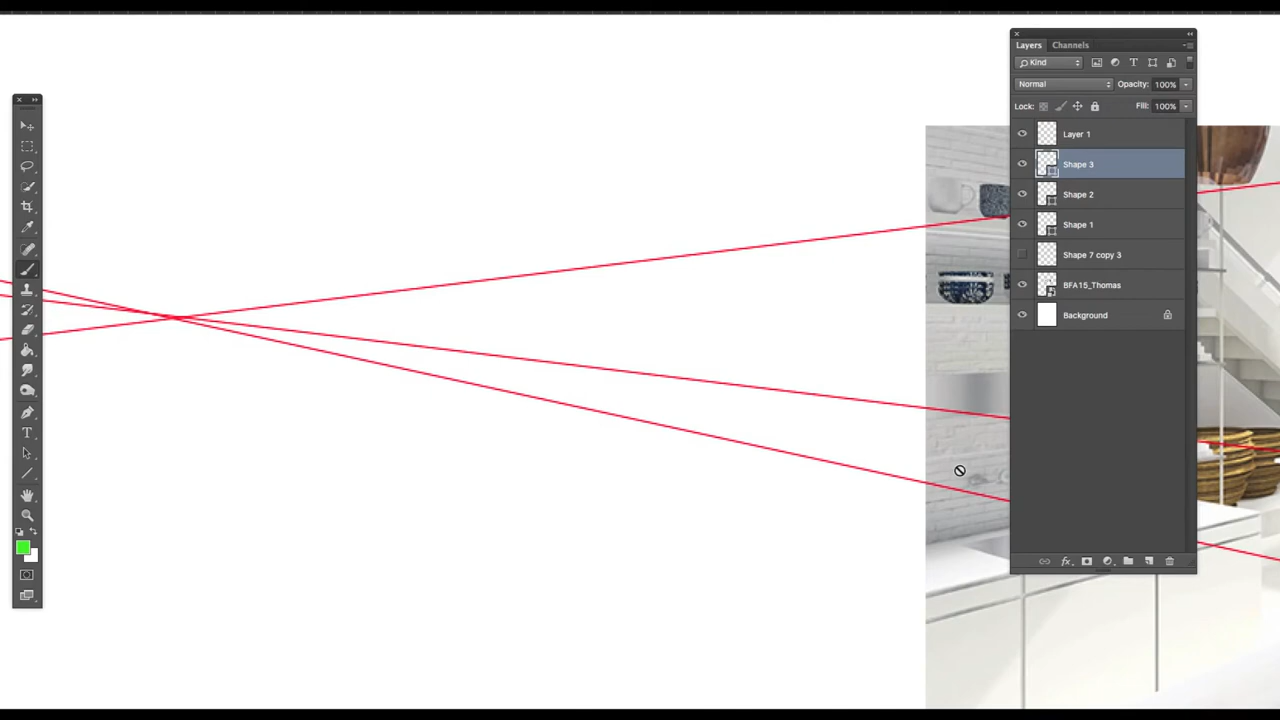 Layers Channels
Kind
Normal Opacity: 100%
Lock: Fill: 100%
Layer 1
Shape 3
Shape 2
Shape 1
Shape 7 copy 3
BFA15_Thomas
Background